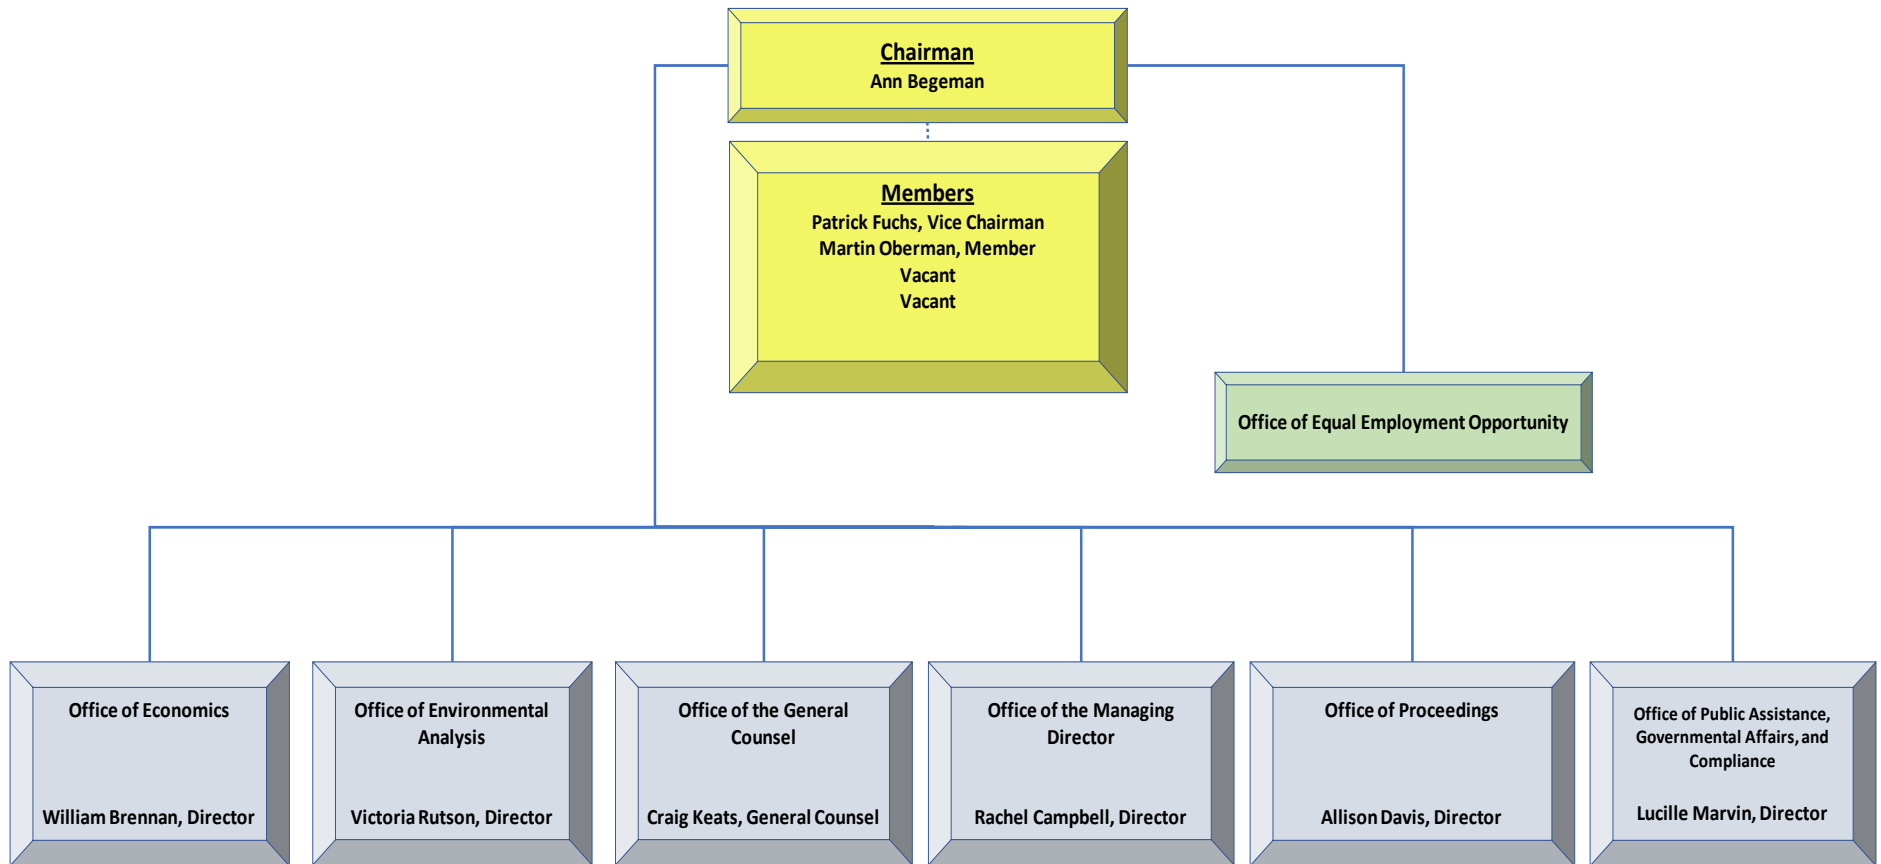 Chairman
Ann Begeman
Members
Patrick Fuchs, Vice Chairman
Martin Oberman, Member
Vacant
Vacant
Office of Equal Employment Opportunity
Office of Economics
William Brennan, Director
Office of Environmental
Analysis
Victoria Rutson, Director
Office of the General
Counsel
Craig Keats, General Counsel
Office of the Managing
Director
Rachel Campbell, Director
Office of Proceedings
Allison Davis, Director
Office of Public Assistance,
Governmental Affairs, and
Compliance
Lucille Marvin, Director